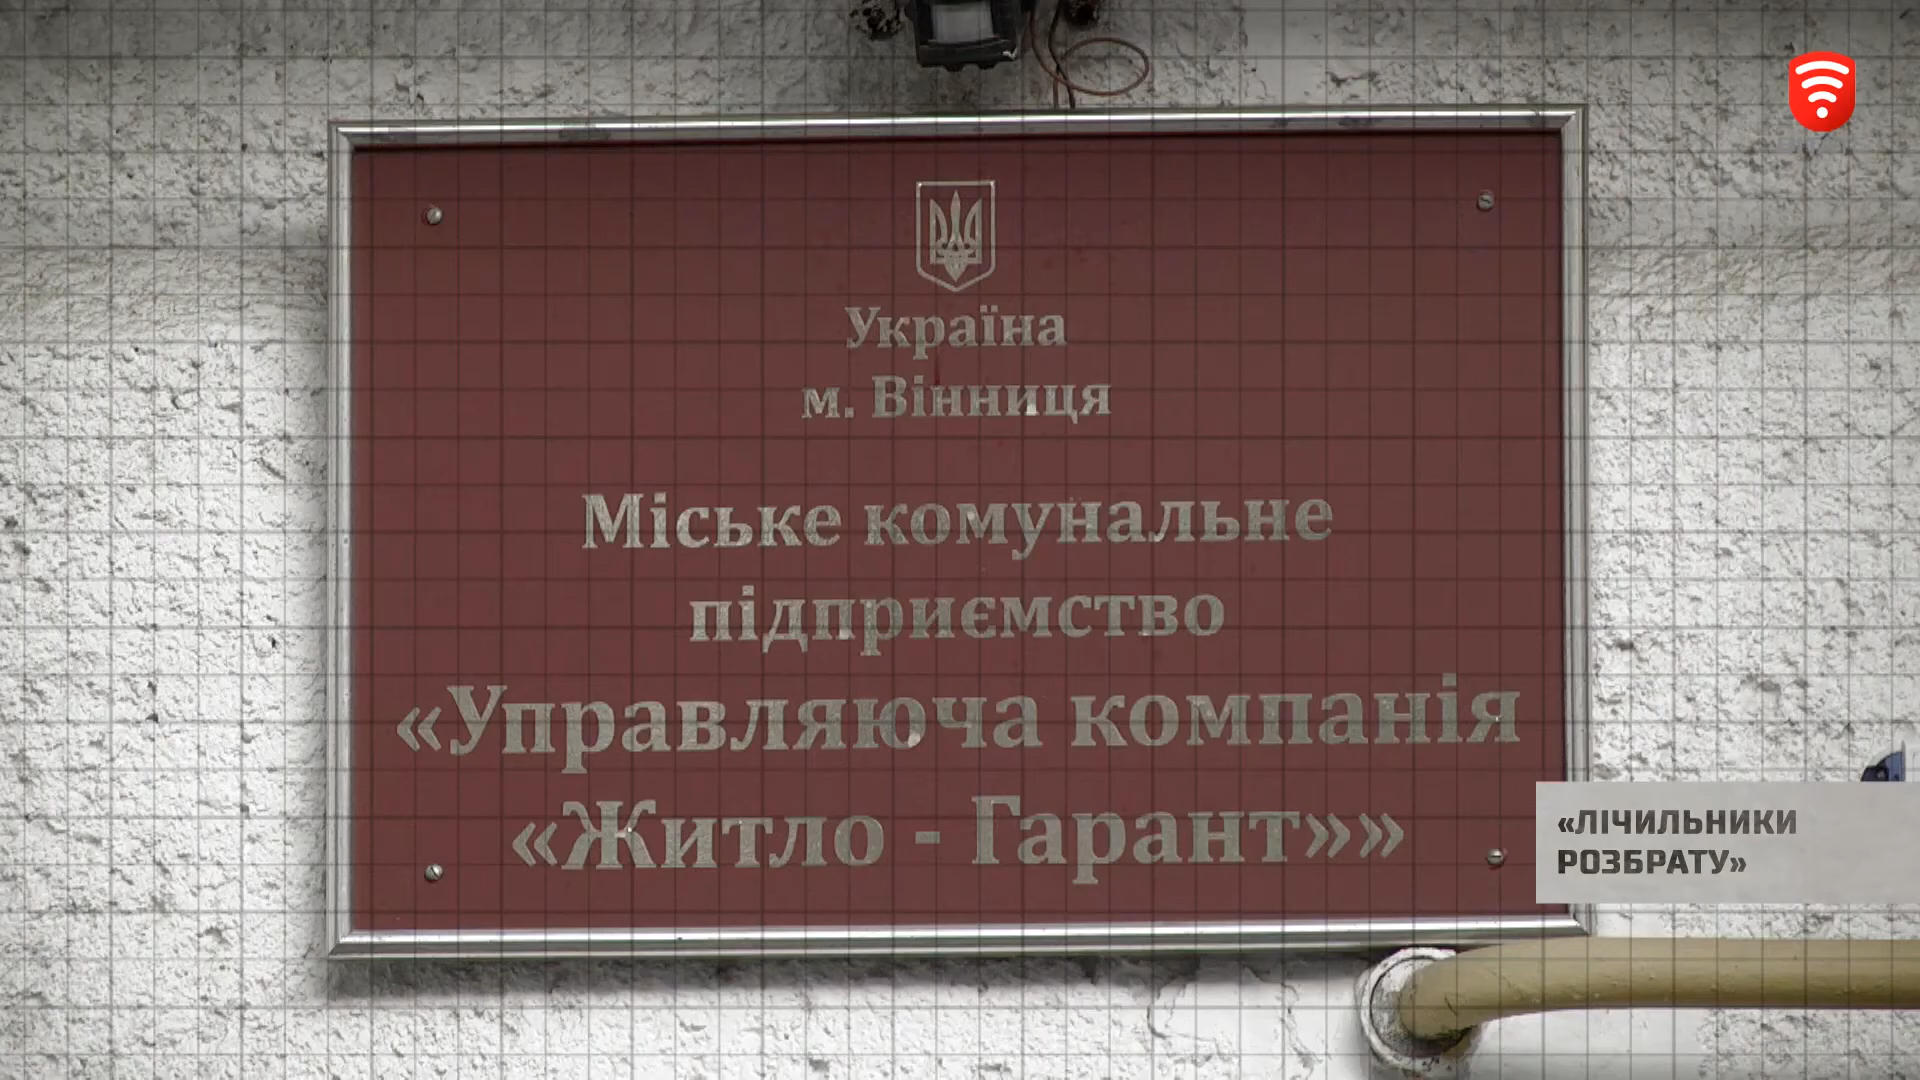 Україна
м. Вінниця
Міське комунальне
підприємство
«Управляюча компанія
«Житло - Гарант»»
«ЛІЧИЛЬНИКИ
РОЗБРАТУ»